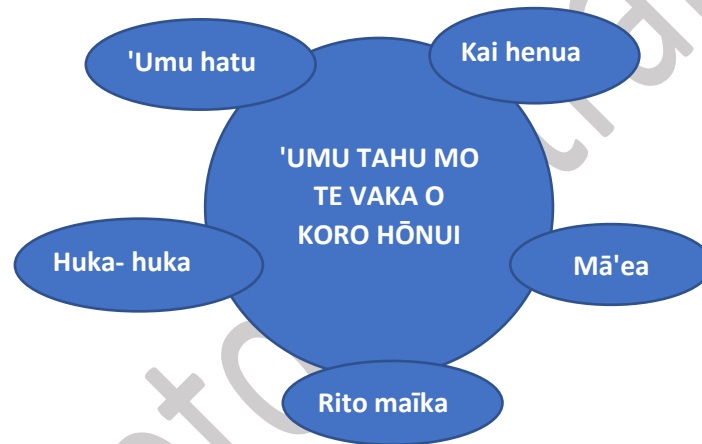 'Umu hatu
Kai henua
'UMU TAHU MO
TE VAKA O
KORO HŌNUI
Huka- huka
Mā'ea
Rito maīka